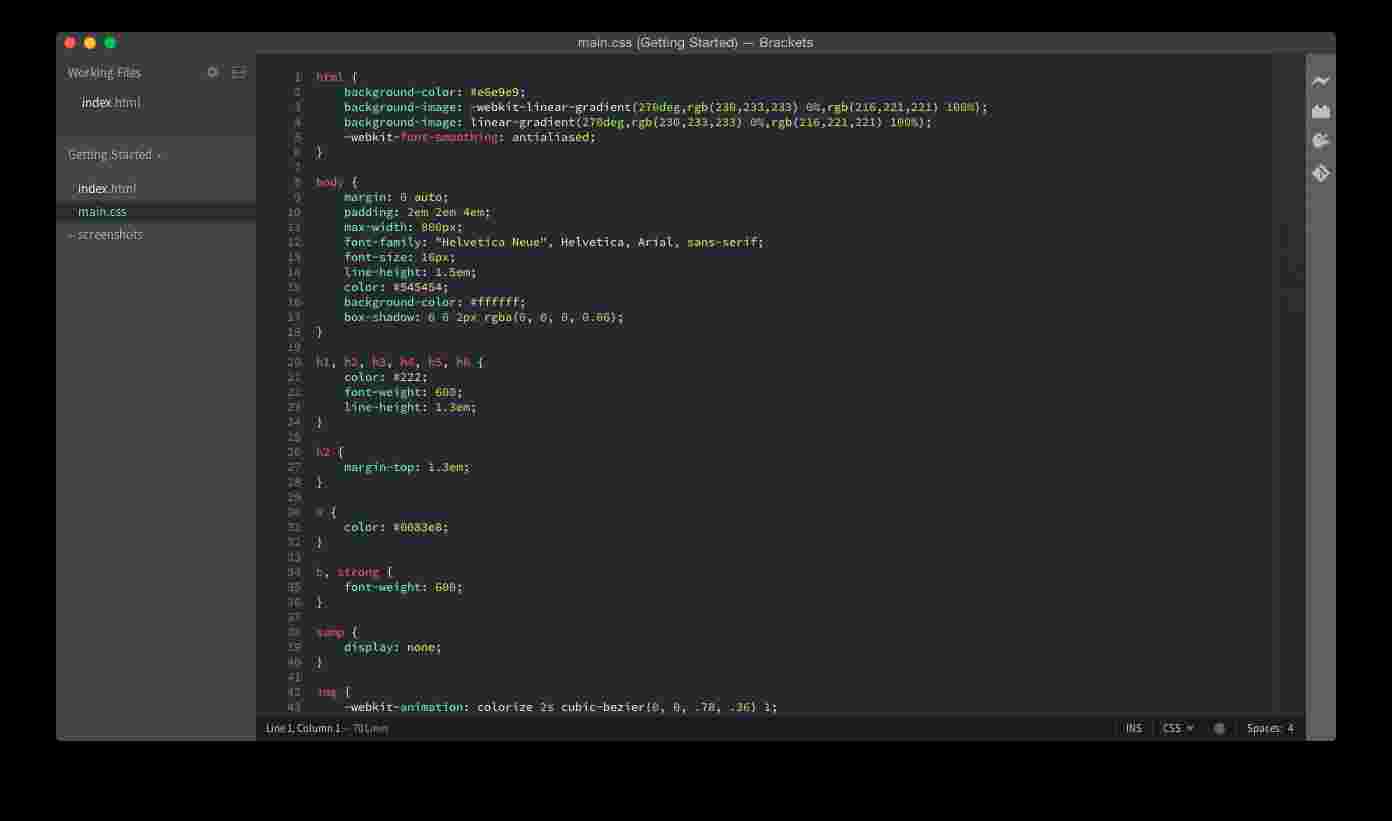 main.css (Getting Started) — Brackets
Working Files
index.html
Getting Started
index.html
main.css
screenshots
1 html {
2 background-color: #e6e9e9;
3 background-image: -webkit-linear-gradient(270deg,rgb(230,233,233) 0%,rgb(216,221,221) 100%);
4 background-image: linear-gradient(270deg,rgb(230,233,233) 0%,rgb(216,221,221) 100%);
5 -webkit-font-smoothing: antialiased;
6 }
7
8 body {
9 margin: 0 auto;
10 padding: 2em 2em 4em;
11 max-width: 800px;
12 font-family: "Helvetica Neue", Helvetica, Arial, sans-serif;
13 font-size: 16px;
14 line-height: 1.5em;
15 color: #545454;
16 background-color: #ffffff;
17 box-shadow: 0 0 2px rgba(0, 0, 0, 0.06);
18 }
19
20 h1, h2, h3, h4, h5, h6 {
21 color: #222;
22 font-weight: 600;
23 line-height: 1.3em;
24 }
25
26 h2 {
27 margin-top: 1.3em;
28 }
29
30 a {
31 color: #0083e8;
32 }
33
34 b, strong {
35 font-weight: 600;
36 }
37
38 samp {
39 display: none;
40 }
41
42 img {
43 -webkit-animation: colorize 2s cubic-bezier(0, 0, .78, .36) 1;
Line 1, Column 1 —
INS
CSS
Spaces: 4